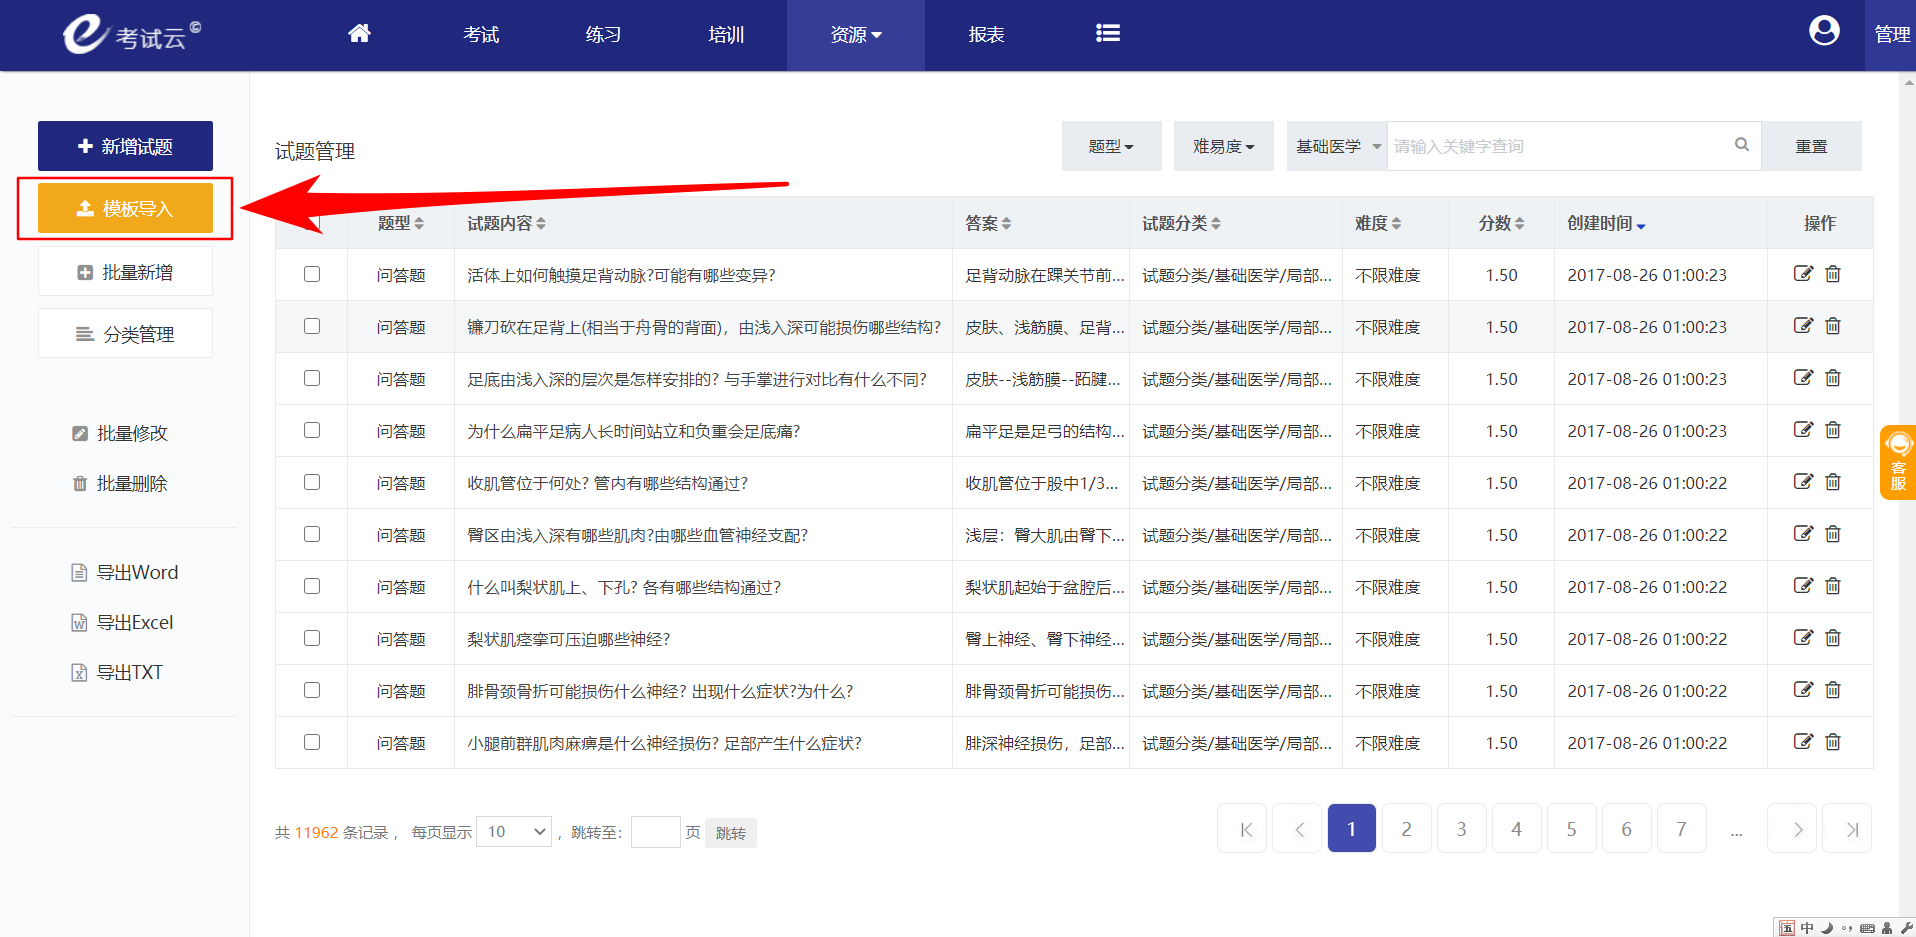 考试云©
考试
练习
培训
资源
报表
管理
新增试题
模板导入
批量新增
分类管理
批量修改
批量删除
导出Word
导出Excel
导出TXT
试题管理
题型
难易度
基础医学
请输入关键字查询
重置
题型 试题内容 答案 试题分类 难度 分数 创建时间 操作
问答题 活体上如何触摸足背动脉?可能有哪些变异? 足背动脉在踝关节前... 试题分类/基础医学/局部... 不限难度 1.50 2017-08-26 01:00:23
问答题 镰刀砍在足背上(相当于舟骨的背面)，由浅入深可能损伤哪些结构? 皮肤、浅筋膜、足背... 试题分类/基础医学/局部... 不限难度 1.50 2017-08-26 01:00:23
问答题 足底由浅入深的层次是怎样安排的? 与手掌进行对比有什么不同? 皮肤--浅筋膜--跖腱... 试题分类/基础医学/局部... 不限难度 1.50 2017-08-26 01:00:23
问答题 为什么扁平足病人长时间站立和负重会足底痛? 扁平足是足弓的结构... 试题分类/基础医学/局部... 不限难度 1.50 2017-08-26 01:00:23
问答题 收肌管位于何处? 管内有哪些结构通过? 收肌管位于股中1/3... 试题分类/基础医学/局部... 不限难度 1.50 2017-08-26 01:00:22
问答题 臀区由浅入深有哪些肌肉?由哪些血管神经支配? 浅层：臀大肌由臀下... 试题分类/基础医学/局部... 不限难度 1.50 2017-08-26 01:00:22
问答题 什么叫梨状肌上、下孔? 各有哪些结构通过? 梨状肌起始于盆腔后... 试题分类/基础医学/局部... 不限难度 1.50 2017-08-26 01:00:22
问答题 梨状肌痉挛可压迫哪些神经? 臀上神经、臀下神经... 试题分类/基础医学/局部... 不限难度 1.50 2017-08-26 01:00:22
问答题 腓骨颈骨折可能损伤什么神经? 出现什么症状?为什么? 腓骨颈骨折可能损伤... 试题分类/基础医学/局部... 不限难度 1.50 2017-08-26 01:00:22
问答题 小腿前群肌肉麻痹是什么神经损伤? 足部产生什么症状? 腓深神经损伤，足部... 试题分类/基础医学/局部... 不限难度 1.50 2017-08-26 01:00:22
共 11962 条记录， 每页显示 10 ，跳转至： 页 跳转
1 2 3 4 5 6 7 ...
客服
五 中